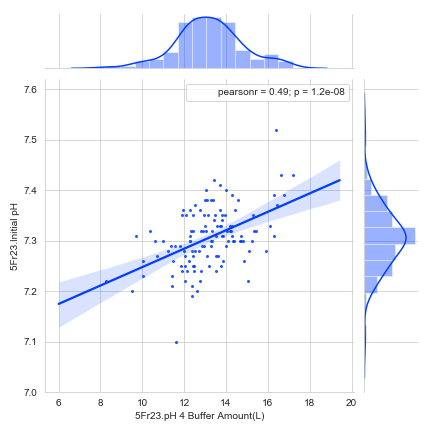 pearsonr = 0.49; p = 1.2e-08
7.6
7.5
7.4
7.3
7.2
7.1
7.0
5Fr23.Initial pH
6 8 10 12 14 16 18 20
5Fr23.pH 4 Buffer Amount(L)